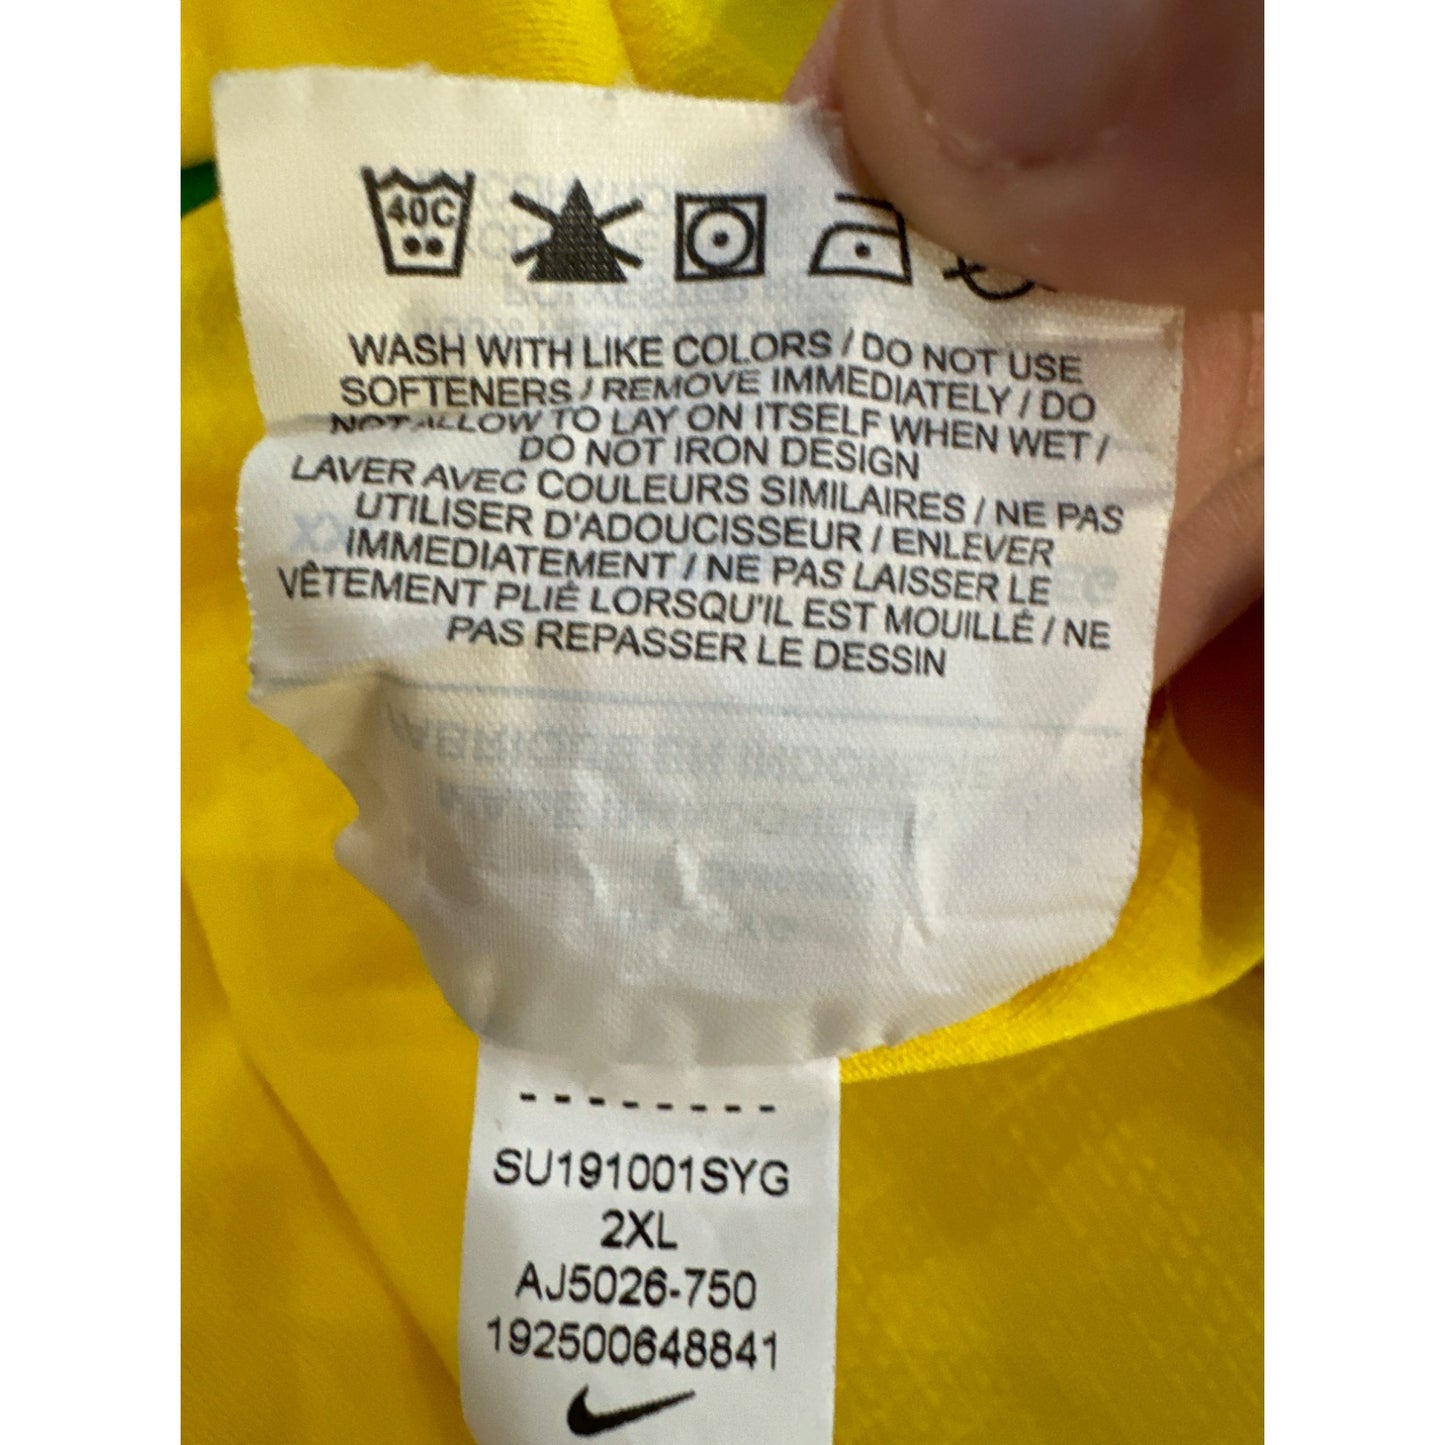 40C
WASH WITH LIKE COLORS / DO NOT USE
SOFTENERS / REMOVE IMMEDIATELY / DO
NOT ALLOW TO LAY ON ITSELF WHEN WET /
DO NOT IRON DESIGN
LAVER AVEC COULEURS SIMILAIRES / NE PAS
UTILISER D'ADOUCISSEUR / ENLEVER
IMMEDIATEMENT / NE PAS LAISSER LE
VÊTEMENT PLIÉ LORSQU'IL EST MOUILLÉ / NE
PAS REPASSER LE DESSIN
--------
SU191001SYG
2XL
AJ5026-750
192500648841